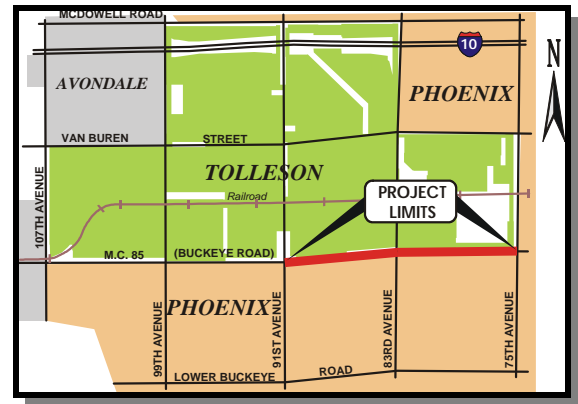 MCDOWELL ROAD
10
N
AVONDALE
PHOENIX
VAN BUREN
STREET
TOLLESON
Railroad
PROJECT
LIMITS
107TH AVENUE
M.C. 85
(BUCKEYE ROAD)
PHOENIX
99TH AVENUE
91ST AVENUE
83RD AVENUE
75TH AVENUE
LOWER BUCKEYE
ROAD